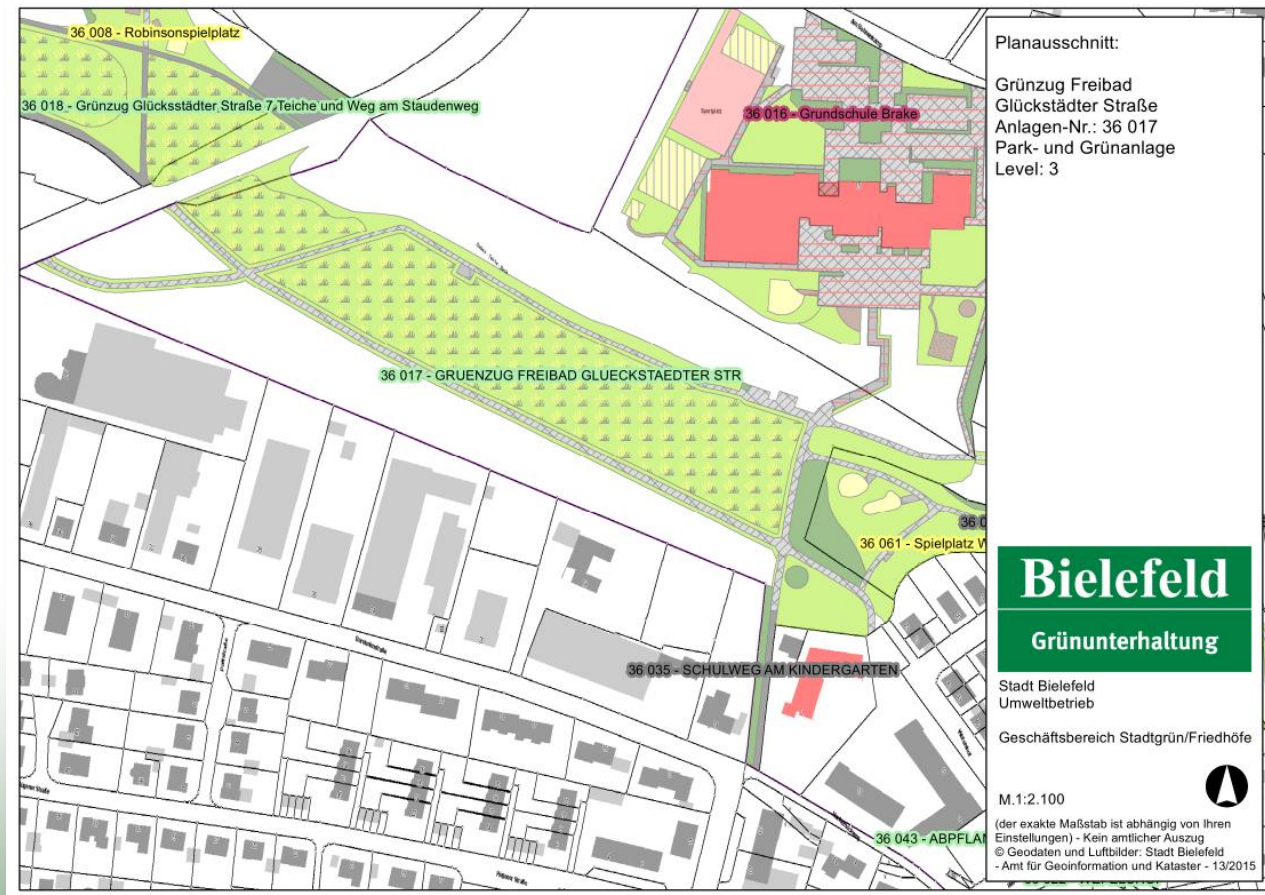 36 008 - Robinsonspielplatz
36 018 - Grünzug Glücksstädter Straße 7 Teiche und Weg am Staudenweg
36 016 - Grundschule Brake
36 017 - GRUENZUG FREIBAD GLUECKSTAEDTER STR
36 0
36 061 - Spielplatz W
36 035 - SCHULWEG AM KINDERGARTEN
36 043 - ABPFLAN
Planausschnitt:
Grünzug Freibad
Glückstädter Straße
Anlagen-Nr.: 36 017
Park- und Grünanlage
Level: 3
Bielefeld
Grünunterhaltung
Stadt Bielefeld
Umweltbetrieb
Geschäftsbereich Stadtgrün/Friedhöfe
M.1:2.100
(der exakte Maßstab ist abhängig von Ihren
Einstellungen) - Kein amtlicher Auszug
© Geodaten und Luftbilder: Stadt Bielefeld
- Amt für Geoinformation und Kataster - 13/2015